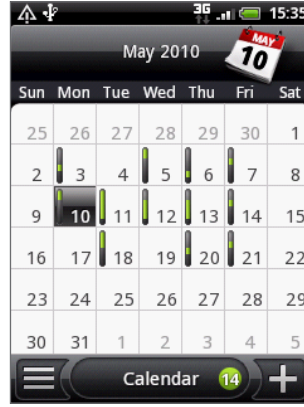 3G 15:35
May 2010
MAY
10
Sun Mon Tue Wed Thu Fri Sat
25 26 27 28 29 30 1
2 3 4 5 6 7 8
9 10 11 12 13 14 15
16 17 18 19 20 21 22
23 24 25 26 27 28 29
30 31 1 2 3 4 5
Calendar 14